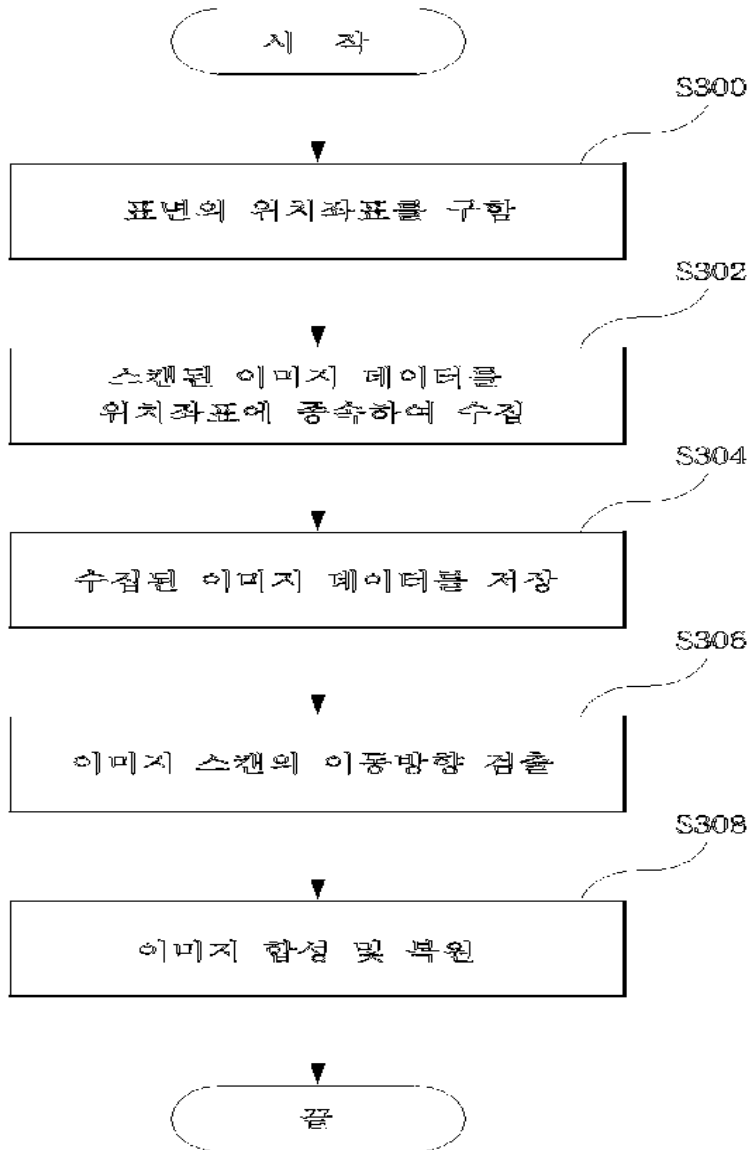 시 작
S300
표면의 위치좌표를 구함
S302
스캔된 이미지 데이터를
위치좌표에 종속하여 수집
S304
수집된 이미지 데이터를 저장
S306
이미지 스캔의 이동방향 검출
S308
이미지 합성 및 복원
끝